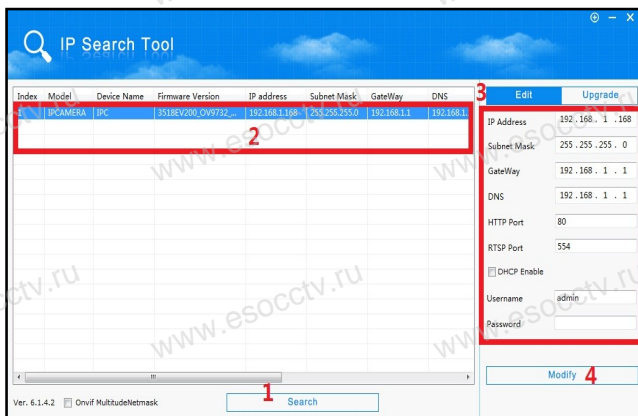 IP Search Tool
Index Model Device Name Firmware Version IP address Subnet Mask GateWay DNS
1 IPCAMERA IPC 3518EV200_OV9732_... 192.168.1.168 255.255.255.0 192.168.1.1 192.168.1.
2
3
Edit Upgrade
IP Address 192 . 168 . 1 . 168
Subnet Mask 255 . 255 . 255 . 0
GateWay 192 . 168 . 1 . 1
DNS 192 . 168 . 1 . 1
HTTP Port 80
RTSP Port 554
DHCP Enable
Username admin
Password
Modify 4
Ver. 6.1.4.2 Onvif MultitudeNetmask
1 Search
www.esocctv.ru
www.esocctv.ru